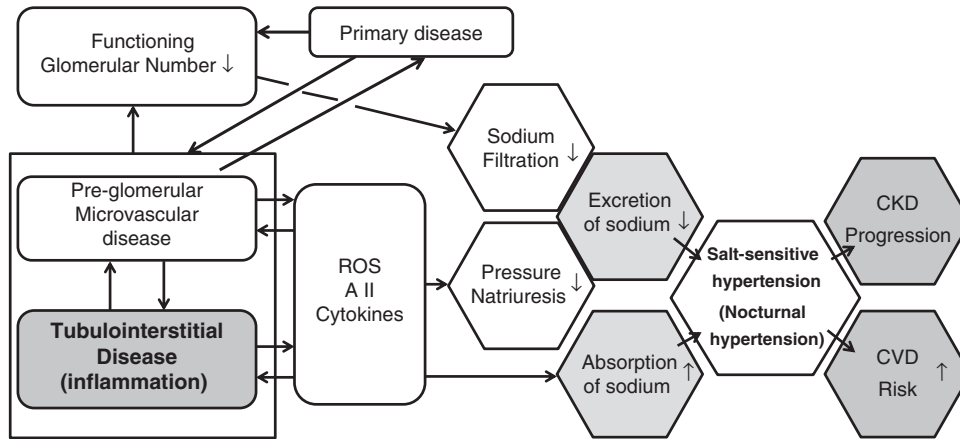 Functioning
Glomerular Number ↓
Primary disease
Sodium
Filtration ↓
Pre-glomerular
Microvascular
disease
ROS
A II
Cytokines
Excretion
of sodium ↓
Pressure
Natriuresis ↓
Salt-sensitive
hypertension
(Nocturnal
hypertension)
CKD
Progression
Tubulointerstitial
Disease
(inflammation)
Absorption
of sodium ↑
CVD
Risk ↑